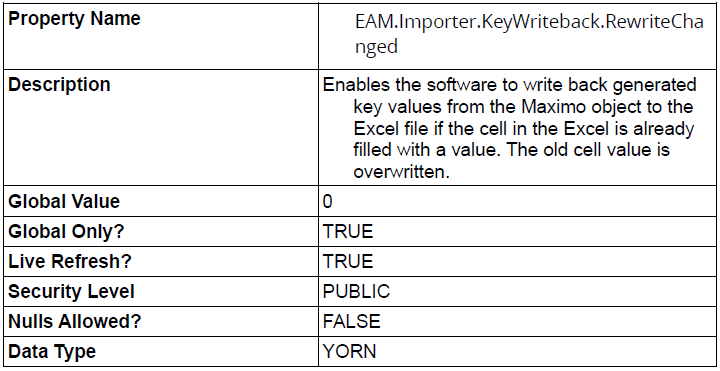 Property Name EAM.Importer.KeyWriteback.RewriteCha
nged
Description Enables the software to write back generated
key values from the Maximo object to the
Excel file if the cell in the Excel is already
filled with a value. The old cell value is
overwritten.
Global Value 0
Global Only? TRUE
Live Refresh? TRUE
Security Level PUBLIC
Nulls Allowed? FALSE
Data Type YORN